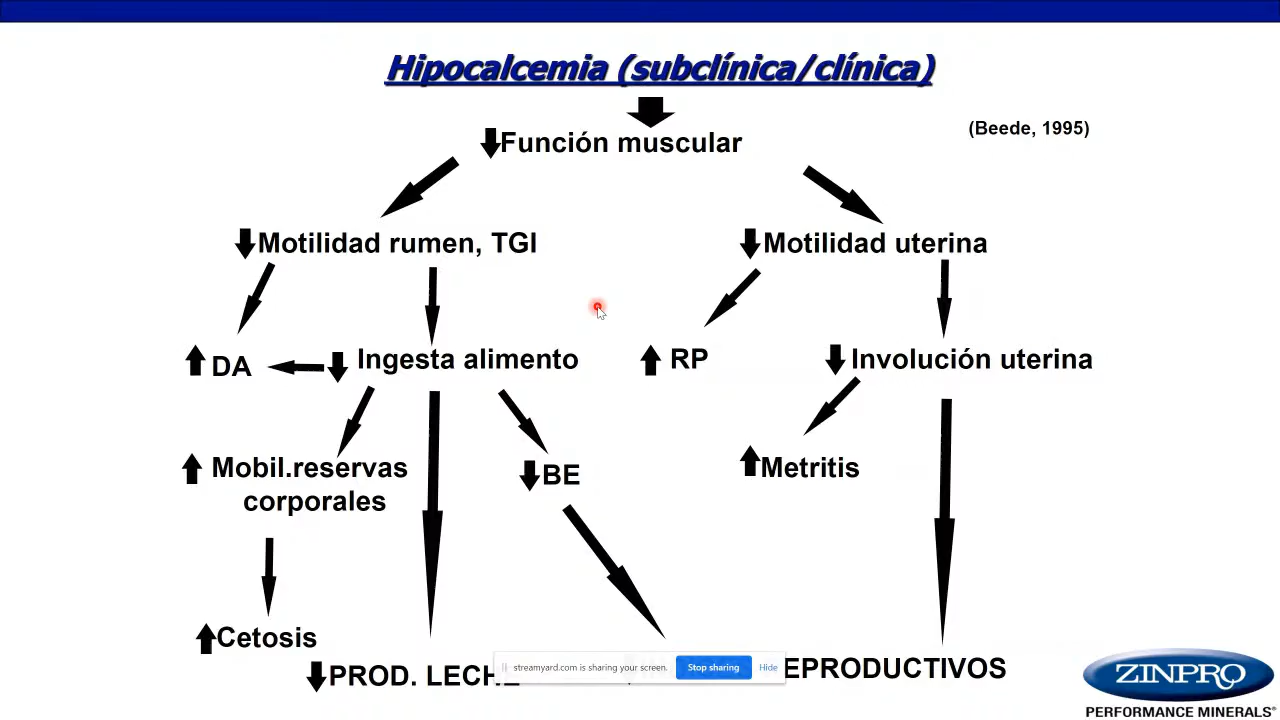 Hipocalcemia (subclínica/clínica)
(Beede, 1995)
Función muscular
Motilidad rumen, TGI
Motilidad uterina
DA
Ingesta alimento
RP
Involución uterina
Mobil.reservas
corporales
BE
Metritis
Cetosis
PROD. LECHE
streamyard.com is sharing your screen.
Stop sharing
Hide
EPRODUCTIVOS
ZINPRO
PERFORMANCE MINERALS®